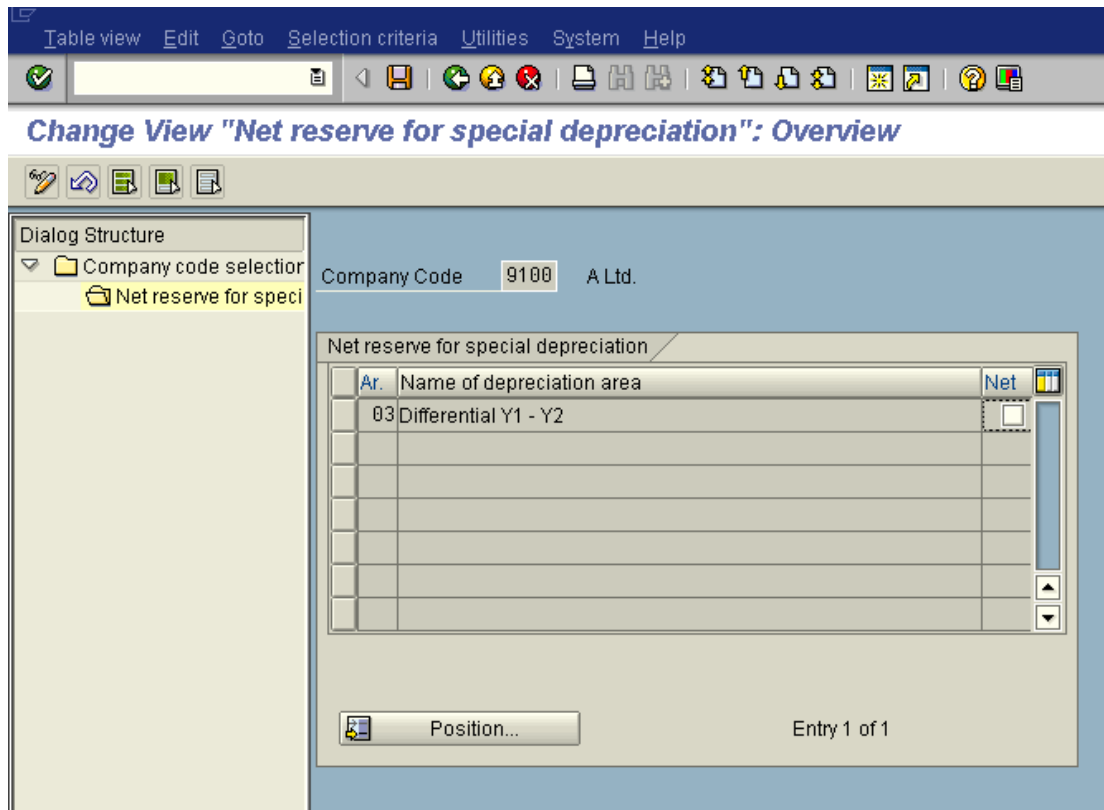 Table view Edit Goto Selection criteria Utilities System Help
Change View "Net reserve for special depreciation": Overview
Dialog Structure
Company code selection
Net reserve for speci
Company Code 9100 A Ltd.
Net reserve for special depreciation
Ar. Name of depreciation area Net
03 Differential Y1 - Y2
Position... Entry 1 of 1